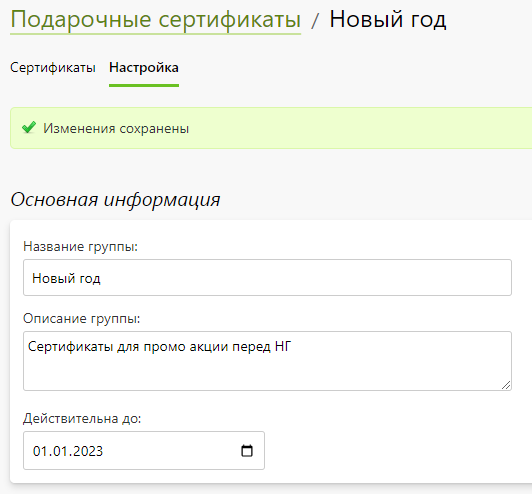 Подарочные сертификаты / Новый год
Сертификаты Настройка
Изменения сохранены
Основная информация
Название группы:
Новый год
Описание группы:
Сертификаты для промо акции перед НГ
Действительна до:
01.01.2023